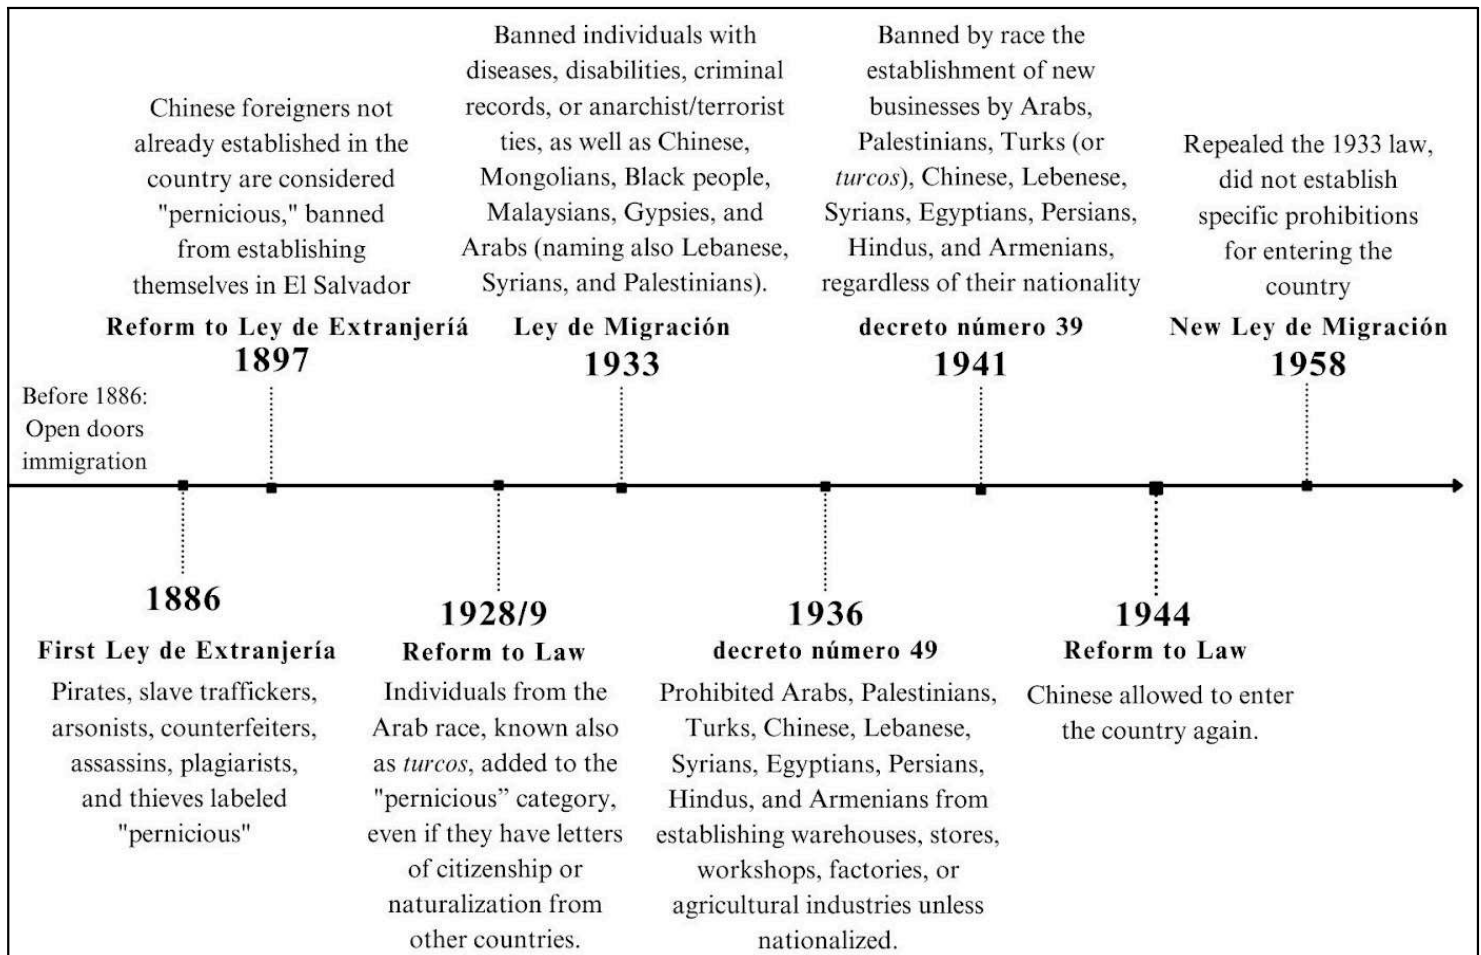 Chinese foreigners not
already established in the
country are considered
"pernicious," banned
from establishing
themselves in El Salvador
Reform to Ley de Extranjeríá
1897
Banned individuals with
diseases, disabilities, criminal
records, or anarchist/terrorist
ties, as well as Chinese,
Mongolians, Black people,
Malaysians, Gypsies, and
Arabs (naming also Lebanese,
Syrians, and Palestinians).
Ley de Migración
1933
Banned by race the
establishment of new
businesses by Arabs,
Palestinians, Turks (or
turcos), Chinese, Lebenese,
Syrians, Egyptians, Persians,
Hindus, and Armenians,
regardless of their nationality
decreto número 39
1941
Repealed the 1933 law,
did not establish
specific prohibitions
for entering the
country
New Ley de Migración
1958
Before 1886:
Open doors
immigration
1886
First Ley de Extranjería
Pirates, slave traffickers,
arsonists, counterfeiters,
assassins, plagiarists,
and thieves labeled
"pernicious"
1928/9
Reform to Law
Individuals from the
Arab race, known also
as turcos, added to the
"pernicious” category,
even if they have letters
of citizenship or
naturalization from
other countries.
1936
decreto número 49
Prohibited Arabs, Palestinians,
Turks, Chinese, Lebanese,
Syrians, Egyptians, Persians,
Hindus, and Armenians from
establishing warehouses, stores,
workshops, factories, or
agricultural industries unless
nationalized.
1944
Reform to Law
Chinese allowed to enter
the country again.